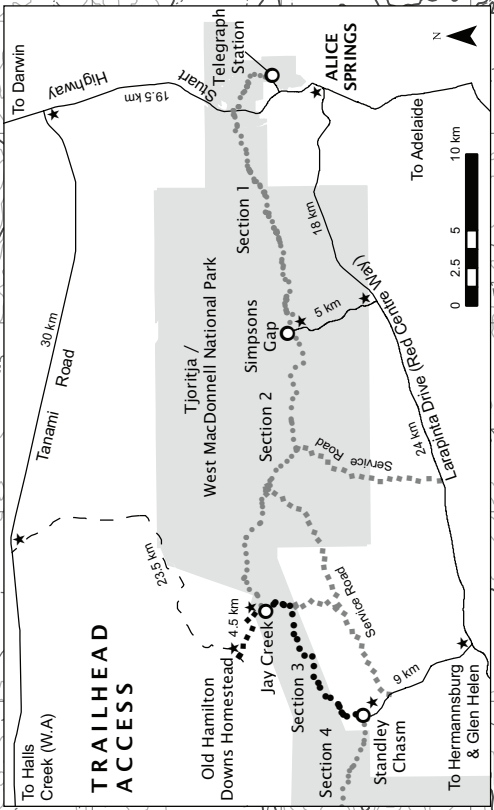 To Darwin
Stuart
Highway
19.5 km
Telegraph
Station
ALICE
SPRINGS
N
To Adelaide
30 km
Tanami Road
Section 1
18 km
10 km
5
2.5
0
Tjoritja /
West MacDonnell National Park
Simpsons
Gap
5 km
Larapinta Drive (Red Centre Way)
24 km
Section 2
Service Road
23.5 km
Service Road
4.5 km
Jay Creek
Old Hamilton
Downs Homestead
Section 3
9 km
TRAILHEAD
ACCESS
Section 4
Standley
Chasm
To Halls
Creek (W.A)
To Hermannsburg
& Glen Helen